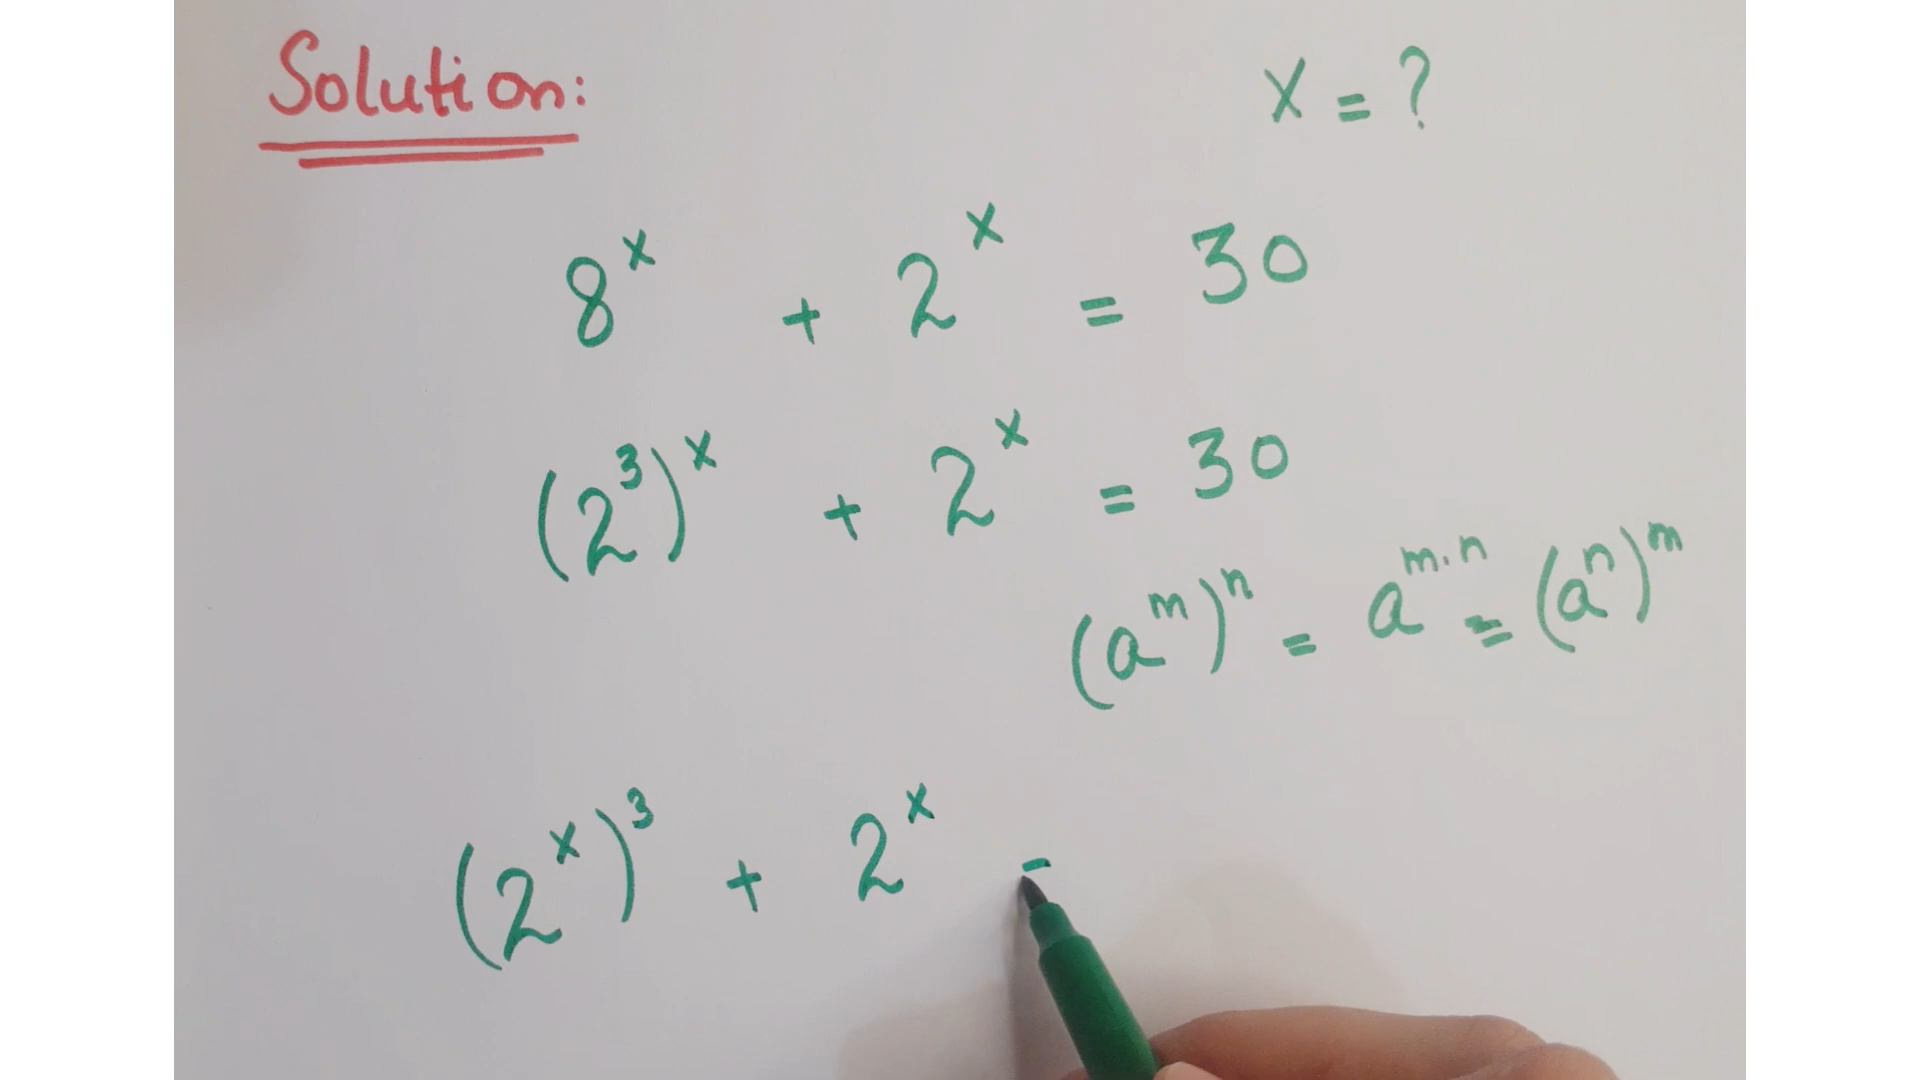 Solution:
x = ?
8^x + 2^x = 30
(2^3)^x + 2^x = 30
(a^m)^n = a^{m.n} = (a^n)^m
(2^x)^3 + 2^x -